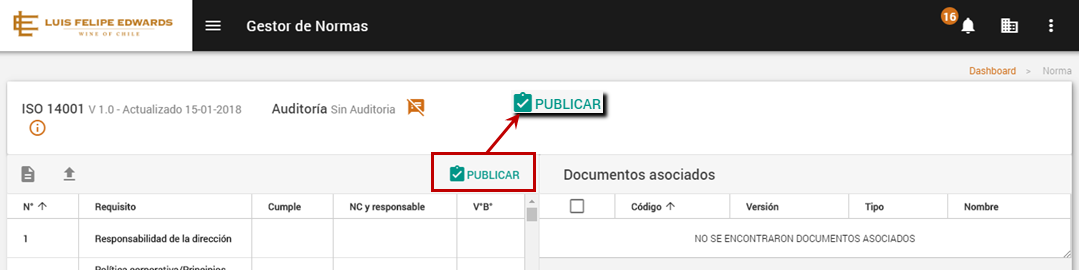 LUIS FELIPE EDWARDS
WINE OF CHILE
Gestor de Normas
16
Dashboard > Norma
ISO 14001 V 1.0 - Actualizado 15-01-2018
Auditoría Sin Auditoria
PUBLICAR
PUBLICAR
Documentos asociados
N° Requisito Cumple NC y responsable V°B°
Código Versión Tipo Nombre
1 Responsabilidad de la dirección
NO SE ENCONTRARON DOCUMENTOS ASOCIADOS
Política corporativa/Principios